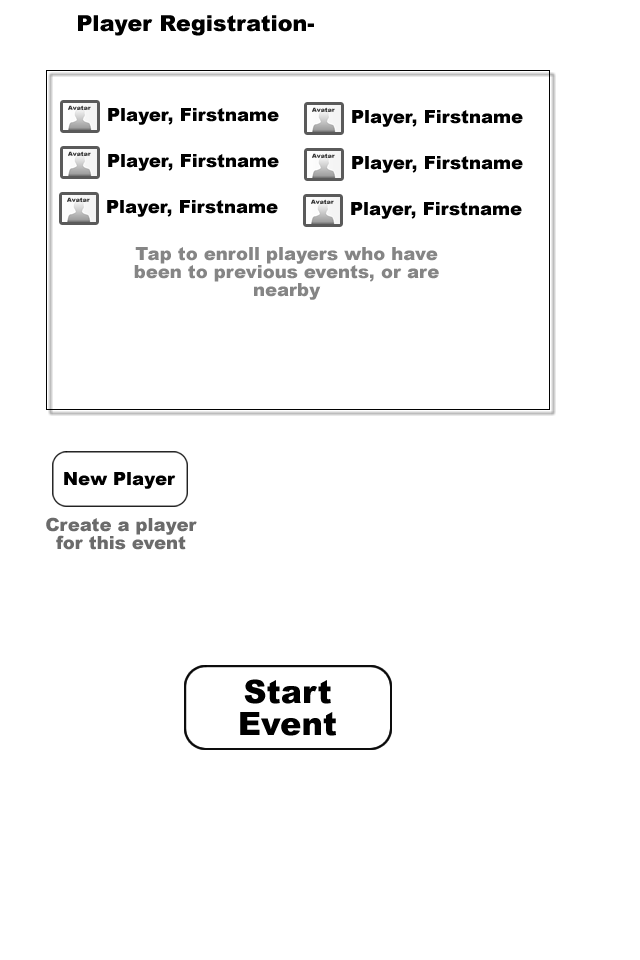 Player Registration-
Avatar Player, Firstname
Avatar Player, Firstname
Avatar Player, Firstname
Avatar Player, Firstname
Avatar Player, Firstname
Avatar Player, Firstname
Tap to enroll players who have
been to previous events, or are
nearby
New Player
Create a player
for this event
Start
Event